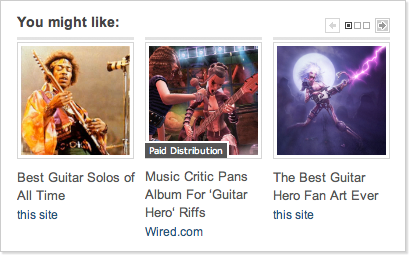 You might like:
Paid Distribution
Best Guitar Solos of
All Time
this site
Music Critic Pans
Album For 'Guitar
Hero' Riffs
Wired.com
The Best Guitar
Hero Fan Art Ever
this site